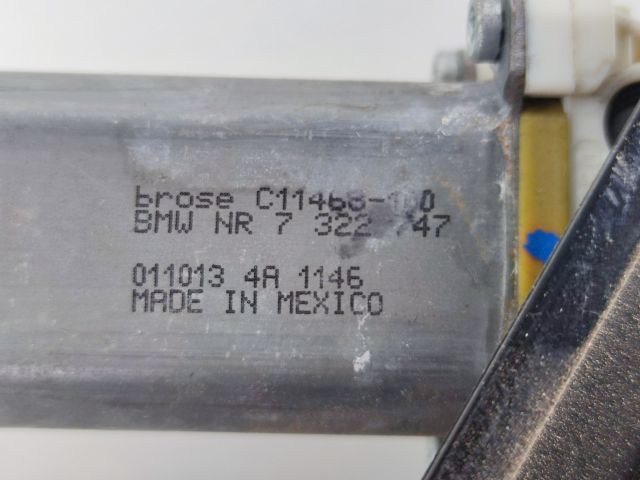 brose
BMW NR 7 322
011013 4A 1146
MADE IN MEXICO